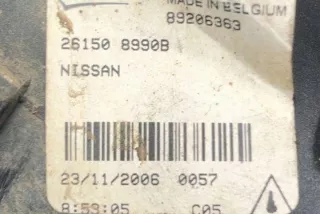 MADE IN BELGIUM
89206363
26150 8990B
NISSAN
23/11/2006 0057
8:59:05 C05